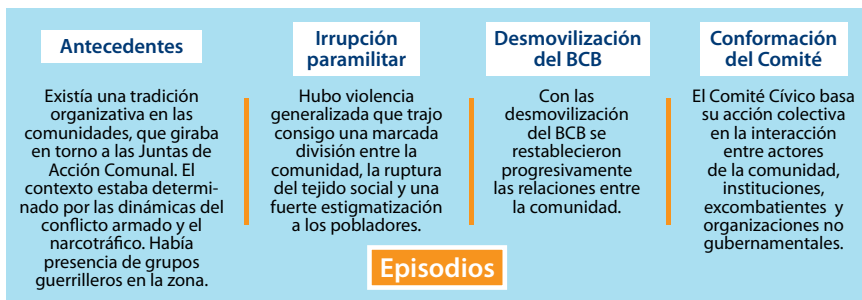 Antecedentes
Existía una tradición
organizativa en las
comunidades, que giraba
en torno a las Juntas de
Acción Comunal. El
contexto estaba determi-
nado por las dinámicas del
conflicto armado y el
narcotráfico. Había
presencia de grupos
guerrilleros en la zona.
Irrupción
paramilitar
Hubo violencia
generalizada que trajo
consigo una marcada
división entre la
comunidad, la ruptura
del tejido social y una
fuerte estigmatización
a los pobladores.
Desmovilización
del BCB
Con las
desmovilización
del BCB se
restablecieron
progresivamente
las relaciones entre
la comunidad.
Conformación
del Comité
El Comité Cívico basa
su acción colectiva
en la interacción
entre actores
de la comunidad,
instituciones,
excombatientes y
organizaciones no
gubernamentales.
Episodios